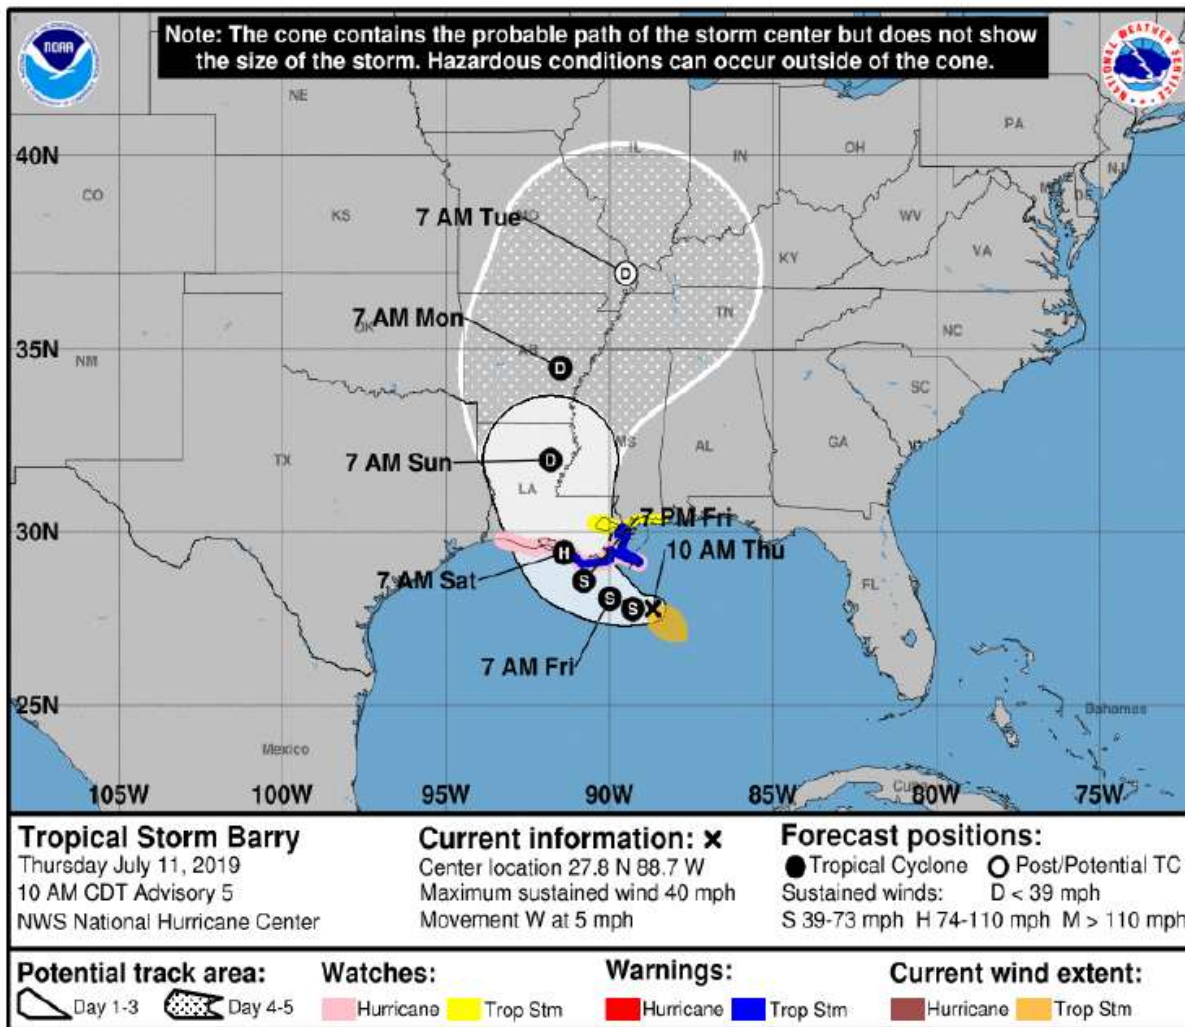 Note: The cone contains the probable path of the storm center but does not show
the size of the storm. Hazardous conditions can occur outside of the cone.
NOAA
NATIONAL WEATHER SERVICE
NE
PA
40N
IL
IN
OH
NJ
CO
KS
MO
WV
MD
DE
7 AM Tue
D
KY
VA
7 AM Mon
OK
TN
NC
35N
NM
AR
D
SC
7 AM Sun
D
MS
AL
GA
TX
LA
30N
7 PM Fri
H
10 AM Thu
7 AM Sat
S
S
S
FL
7 AM Fri
25N
Bahamas
Mexico
Cuba
105W 100W 95W 90W 85W 80W 75W
Tropical Storm Barry
Thursday July 11, 2019
10 AM CDT Advisory 5
NWS National Hurricane Center
Current information: x
Center location 27.8 N 88.7 W
Maximum sustained wind 40 mph
Movement W at 5 mph
Forecast positions:
Tropical Cyclone Post/Potential TC
Sustained winds: D < 39 mph
S 39-73 mph H 74-110 mph M > 110 mph
Potential track area:
Day 1-3 Day 4-5
Watches:
Hurricane Trop Stm
Warnings:
Hurricane Trop Stm
Current wind extent:
Hurricane Trop Stm